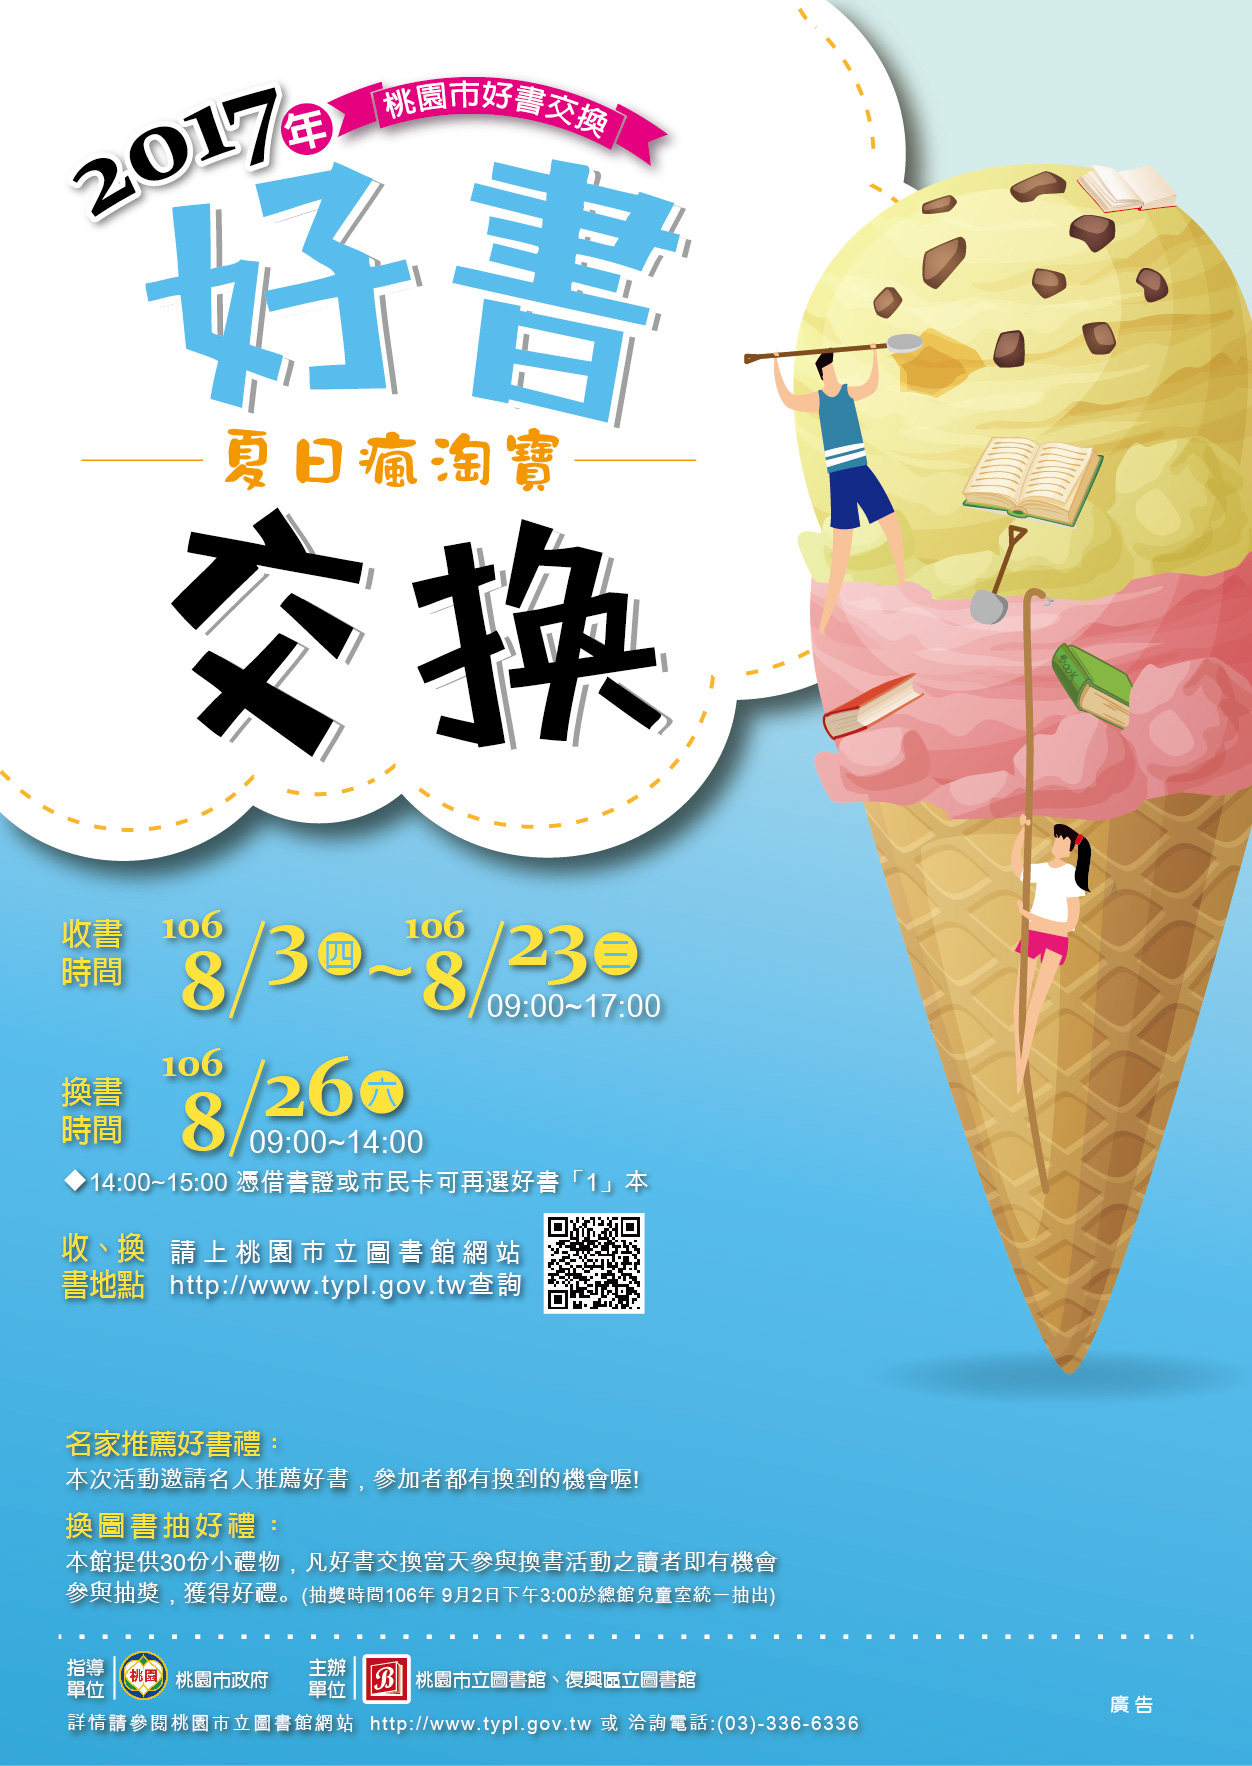 2017年
桃園市好書交換
好書
夏日瘋淘寶
交換
BOOK
收書時間
106 8/3 四 ~ 106 8/23 三
09:00~17:00
換書時間
106 8/26 六
09:00~14:00
◆14:00~15:00 憑借書證或市民卡可再選好書「1」本
收、換書地點
請上桃園市立圖書館網站
http://www.typl.gov.tw查詢
名家推薦好書禮：
本次活動邀請名人推薦好書，參加者都有換到的機會喔!
換圖書抽好禮：
本館提供30份小禮物，凡好書交換當天參與換書活動之讀者即有機會
參與抽獎，獲得好禮。(抽獎時間106年 9月2日下午3:00於總館兒童室統一抽出)
指導單位 桃園 桃園市政府 主辦單位 B 桃園市立圖書館、復興區立圖書館
詳情請參閱桃園市立圖書館網站 http://www.typl.gov.tw 或 洽詢電話:(03)-336-6336
廣告